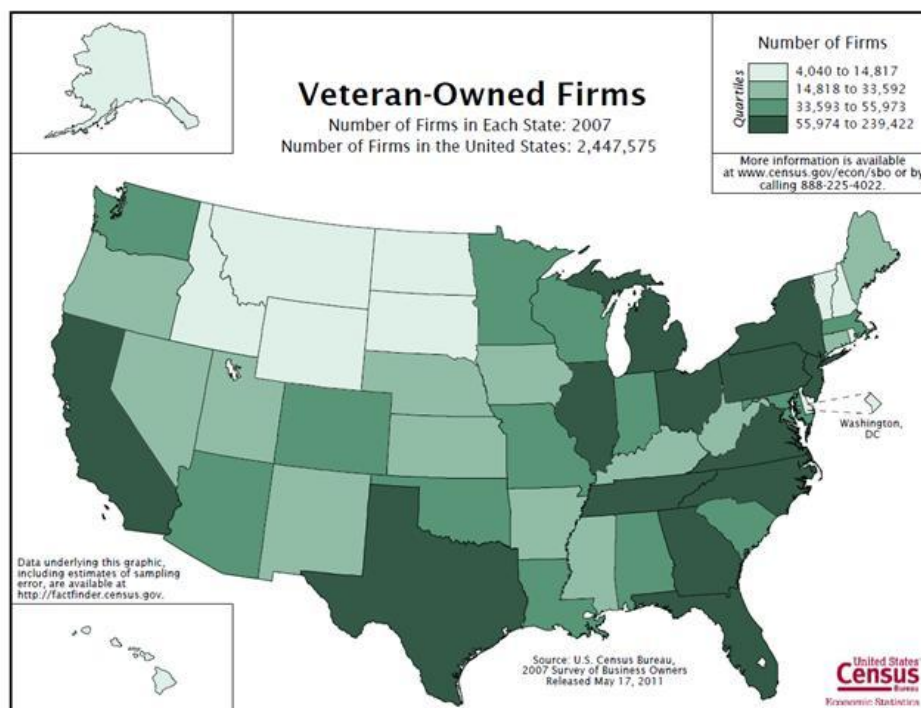 Veteran-Owned Firms
Number of Firms in Each State: 2007
Number of Firms in the United States: 2,447,575
Number of Firms
Quartiles
4,040 to 14,817
14,818 to 33,592
33,593 to 55,973
55,974 to 239,422
More information is available
at www.census.gov/econ/sbo or by
calling 888-225-4022.
Washington,
DC
Data underlying this graphic,
including estimates of sampling
error, are available at
http://factfinder.census.gov.
Source: U.S. Census Bureau,
2007 Survey of Business Owners
Released May 17, 2011
United States
Census
Bureau
Economic Statistics